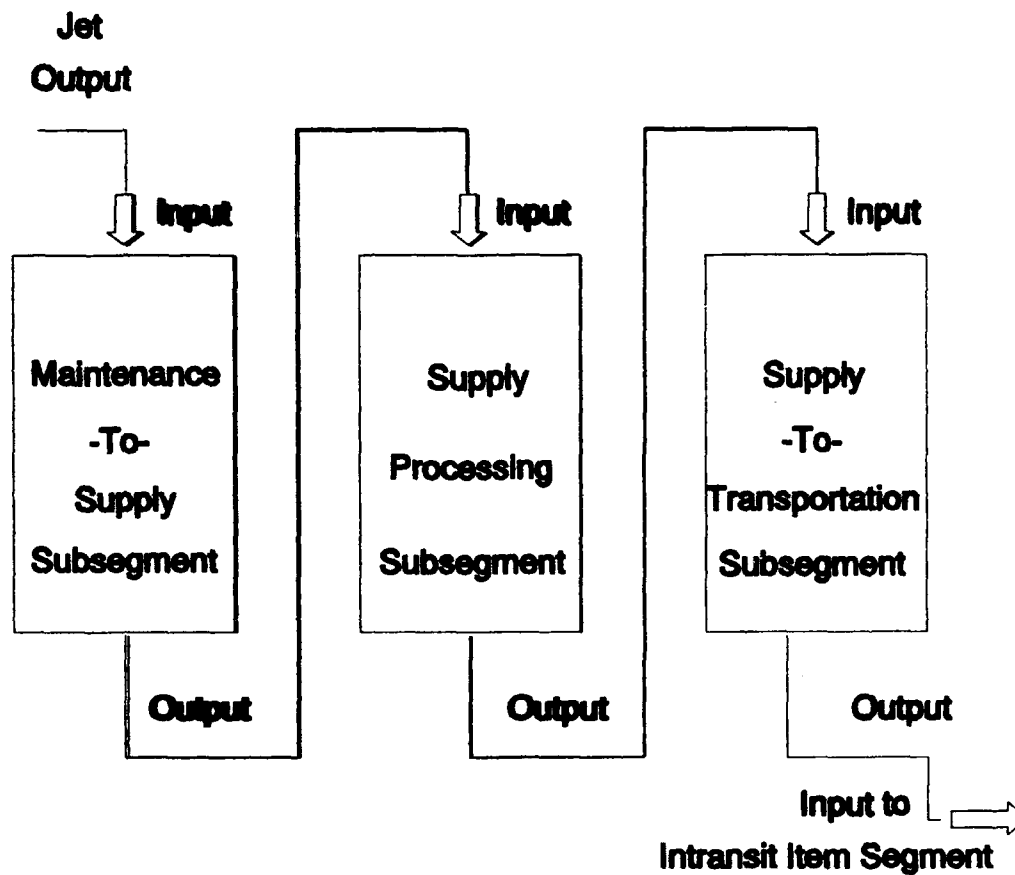 Jet
Output
Input
Input
Input
Maintenance
-To-
Supply
Subsegment
Supply
Processing
Subsegment
Supply
-To-
Transportation
Subsegment
Output
Output
Output
Input to
Intransit Item Segment